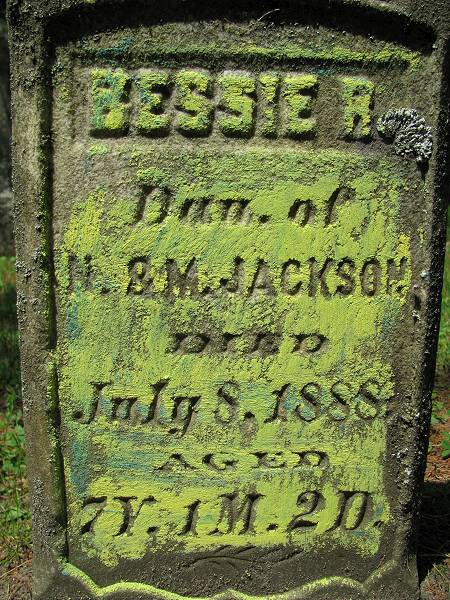 BESSIE R.
Dau. of
N. & M. JACKSON,
DIED
July 8, 1888.
AGED
7Y. 1M. 2D.